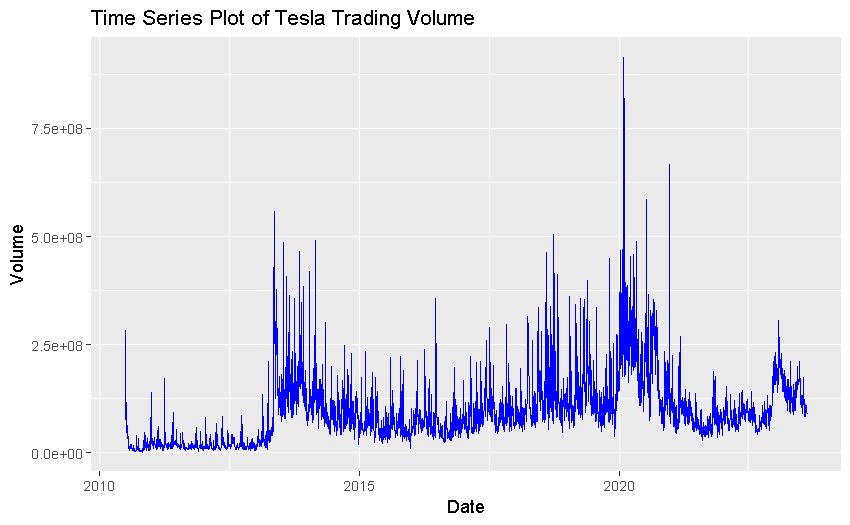 Time Series Plot of Tesla Trading Volume
7.5e+08
5.0e+08
Volume
2.5e+08
0.0e+00
2010
2015
2020
Date